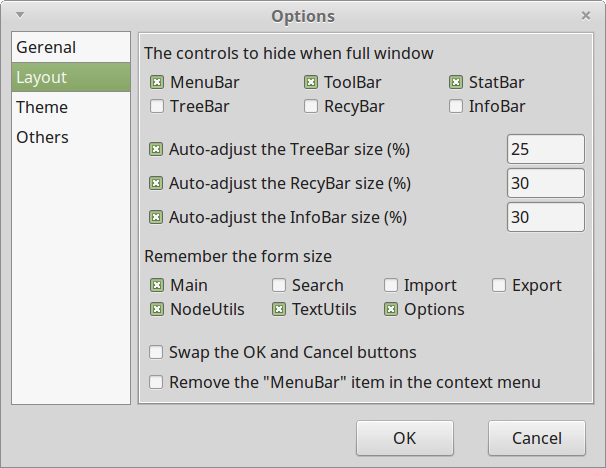 Options
Gerenal
Layout
Theme
Others
The controls to hide when full window
MenuBar ToolBar StatBar
TreeBar RecyBar InfoBar
Auto-adjust the TreeBar size (%) 25
Auto-adjust the RecyBar size (%) 30
Auto-adjust the InfoBar size (%) 30
Remember the form size
Main Search Import Export
NodeUtils TextUtils Options
Swap the OK and Cancel buttons
Remove the "MenuBar" item in the context menu
OK Cancel